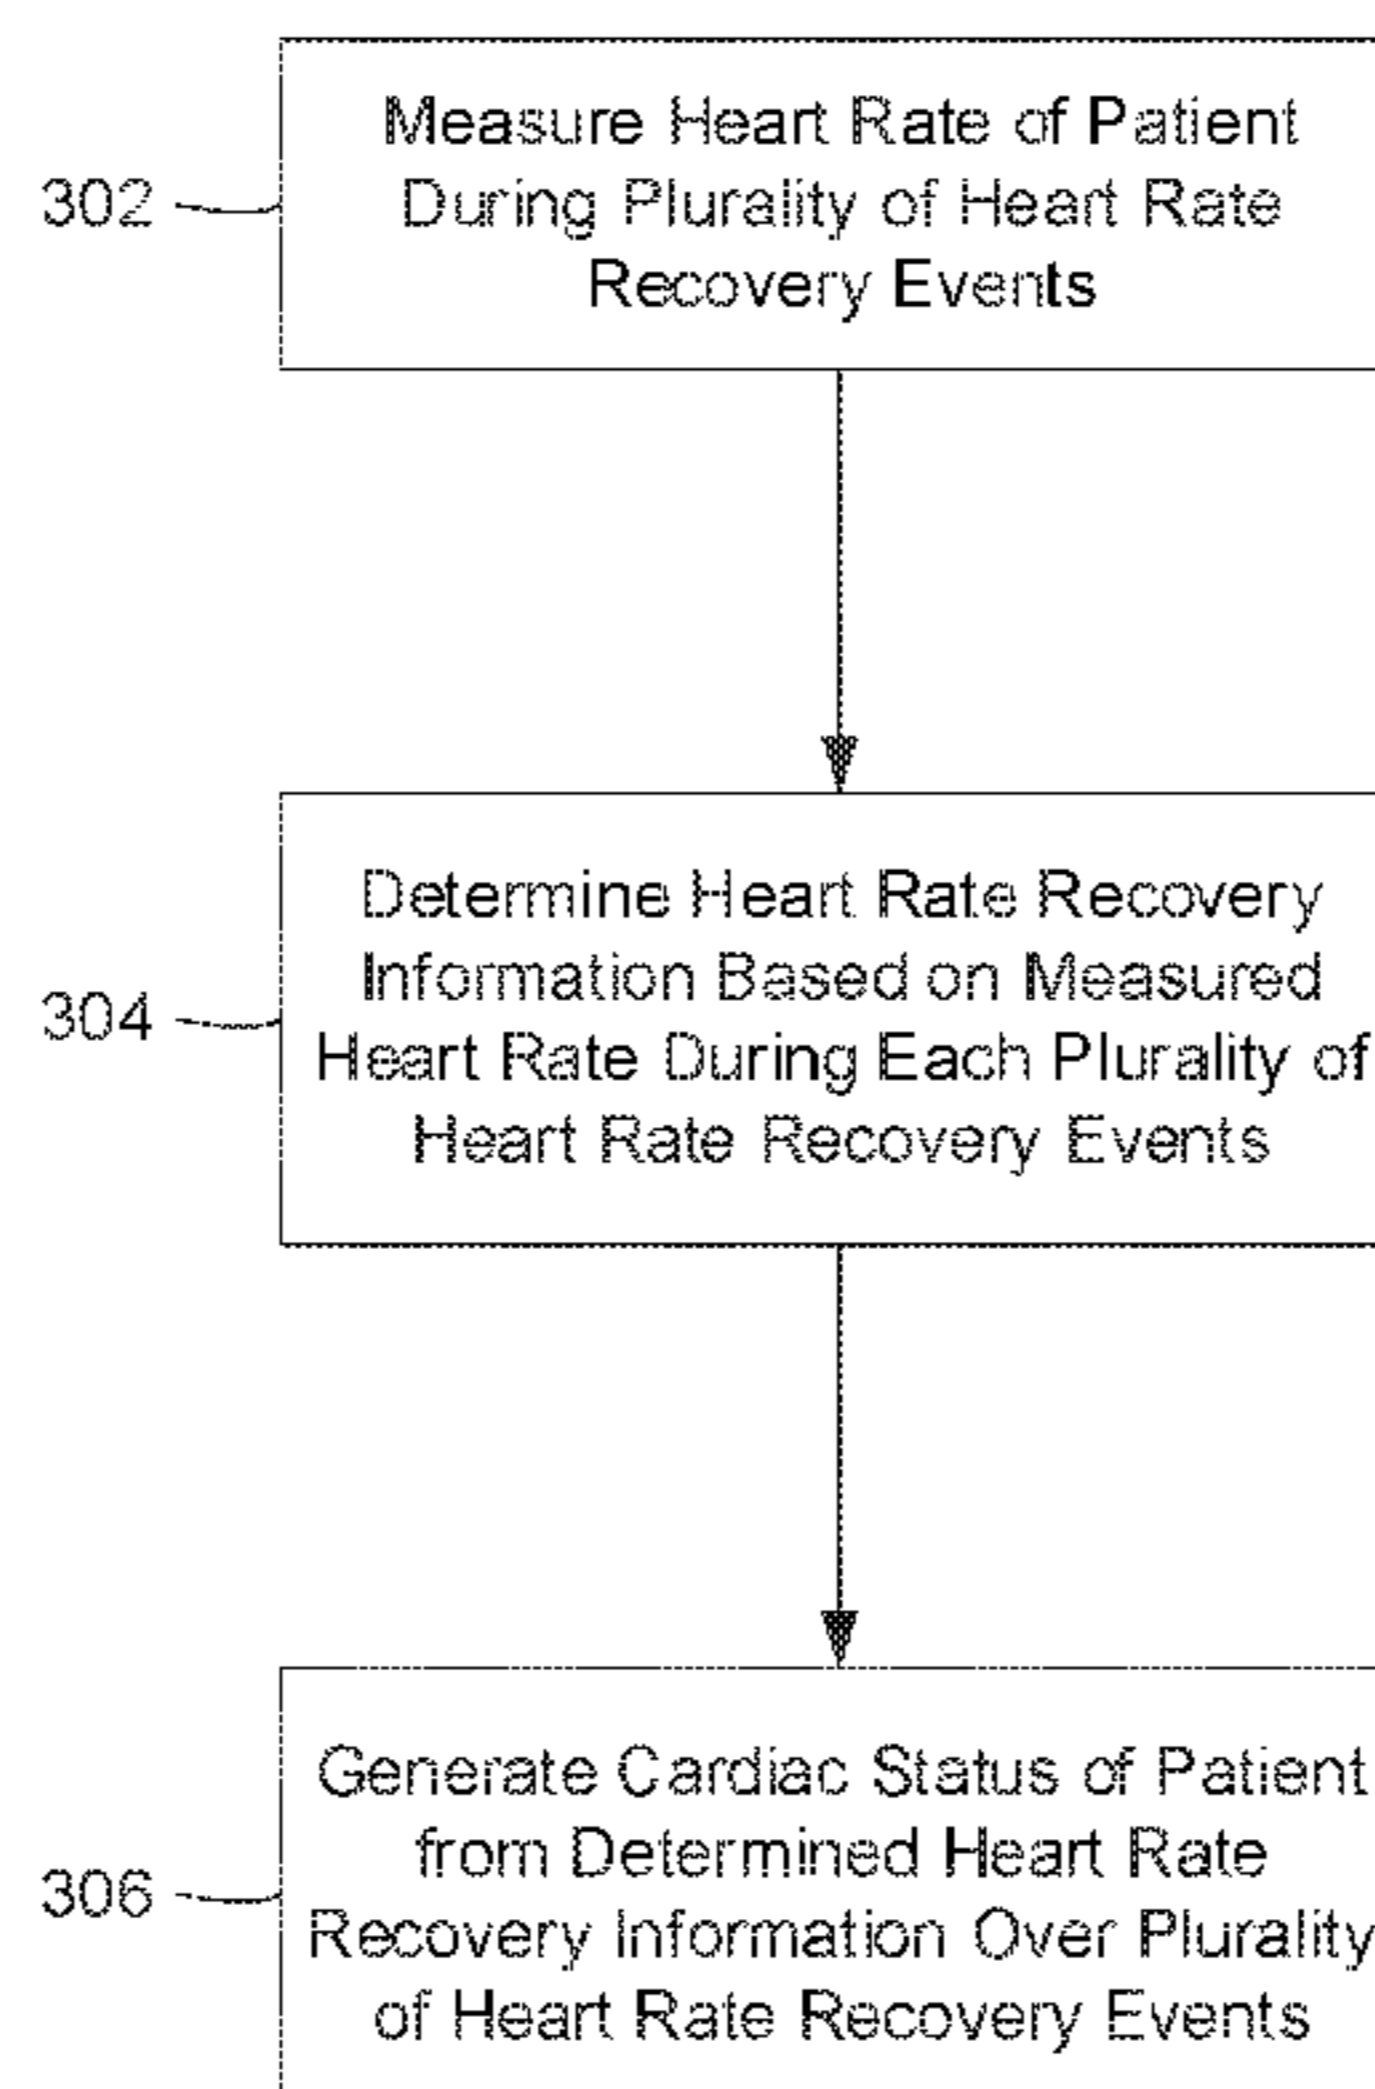 Measure Heart Rate of Patient
302
During Plurality of Heart Rate
Recovery Events
Determine Heart Rate Recovery
Information Based on Measured
304
Heart Rate During Each Plurality of
Heart Rate Recovery Events
Generate Cardiac Status of Patient
from Determined Heart Rate
306
Recovery Information Over Plurality
of Heart Rate Recovery Events